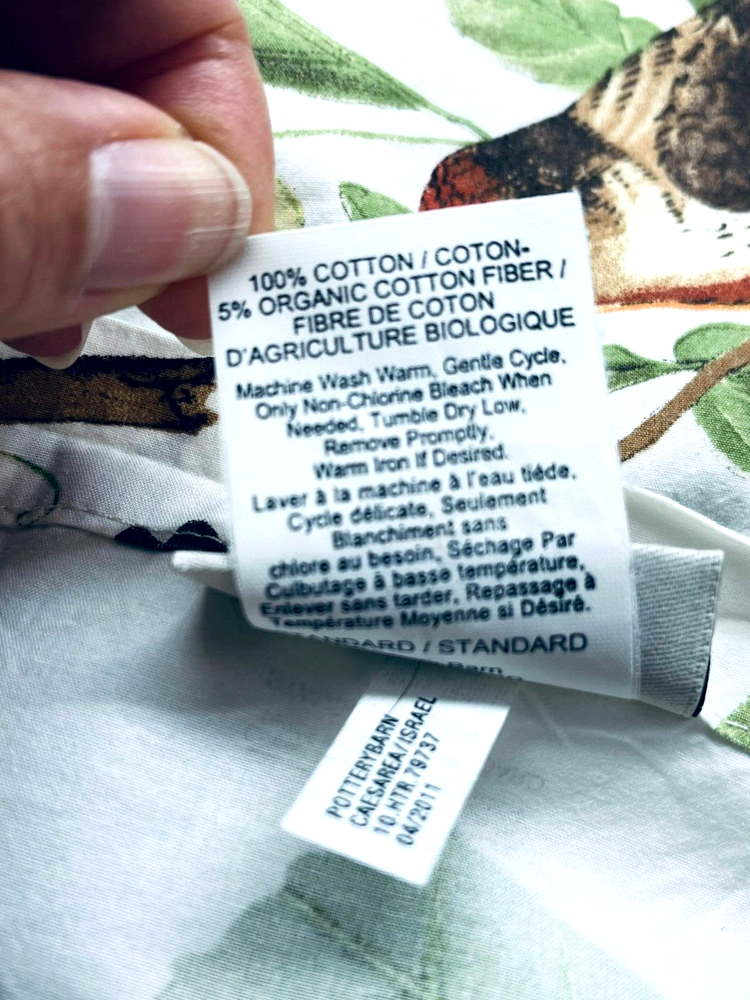 100% COTTON / COTON-
5% ORGANIC COTTON FIBER /
FIBRE DE COTON
D'AGRICULTURE BIOLOGIQUE
Machine Wash Warm, Gentle Cycle,
Only Non-Chlorine Bleach When
Needed, Tumble Dry Low,
Remove Promptly,
Warm Iron If Desired.
Laver à la machine à l'eau tiède,
Cycle délicate, Seulement
Blanchiment sans
chlore au besoin, Séchage Par
Culbutage à basse température,
Enlever sans tarder, Repassage à
Température Moyenne si Désiré.
STANDARD / STANDARD
Barn
POTTERYBARN
CAESAREA/ISRAEL
10.HTR.79737
04/2011